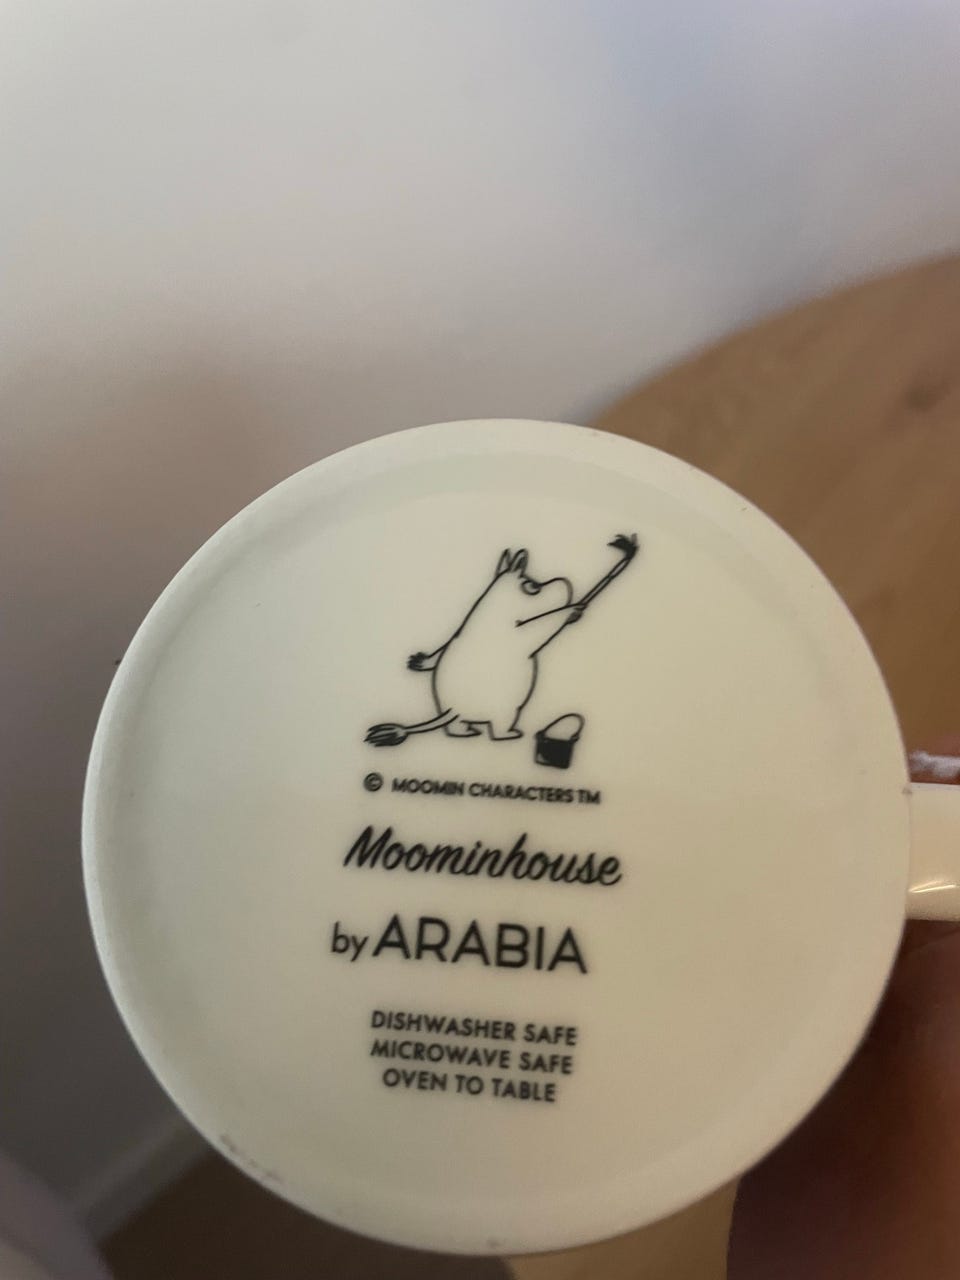 © MOOMIN CHARACTERS TM
Moominhouse
by ARABIA
DISHWASHER SAFE
MICROWAVE SAFE
OVEN TO TABLE